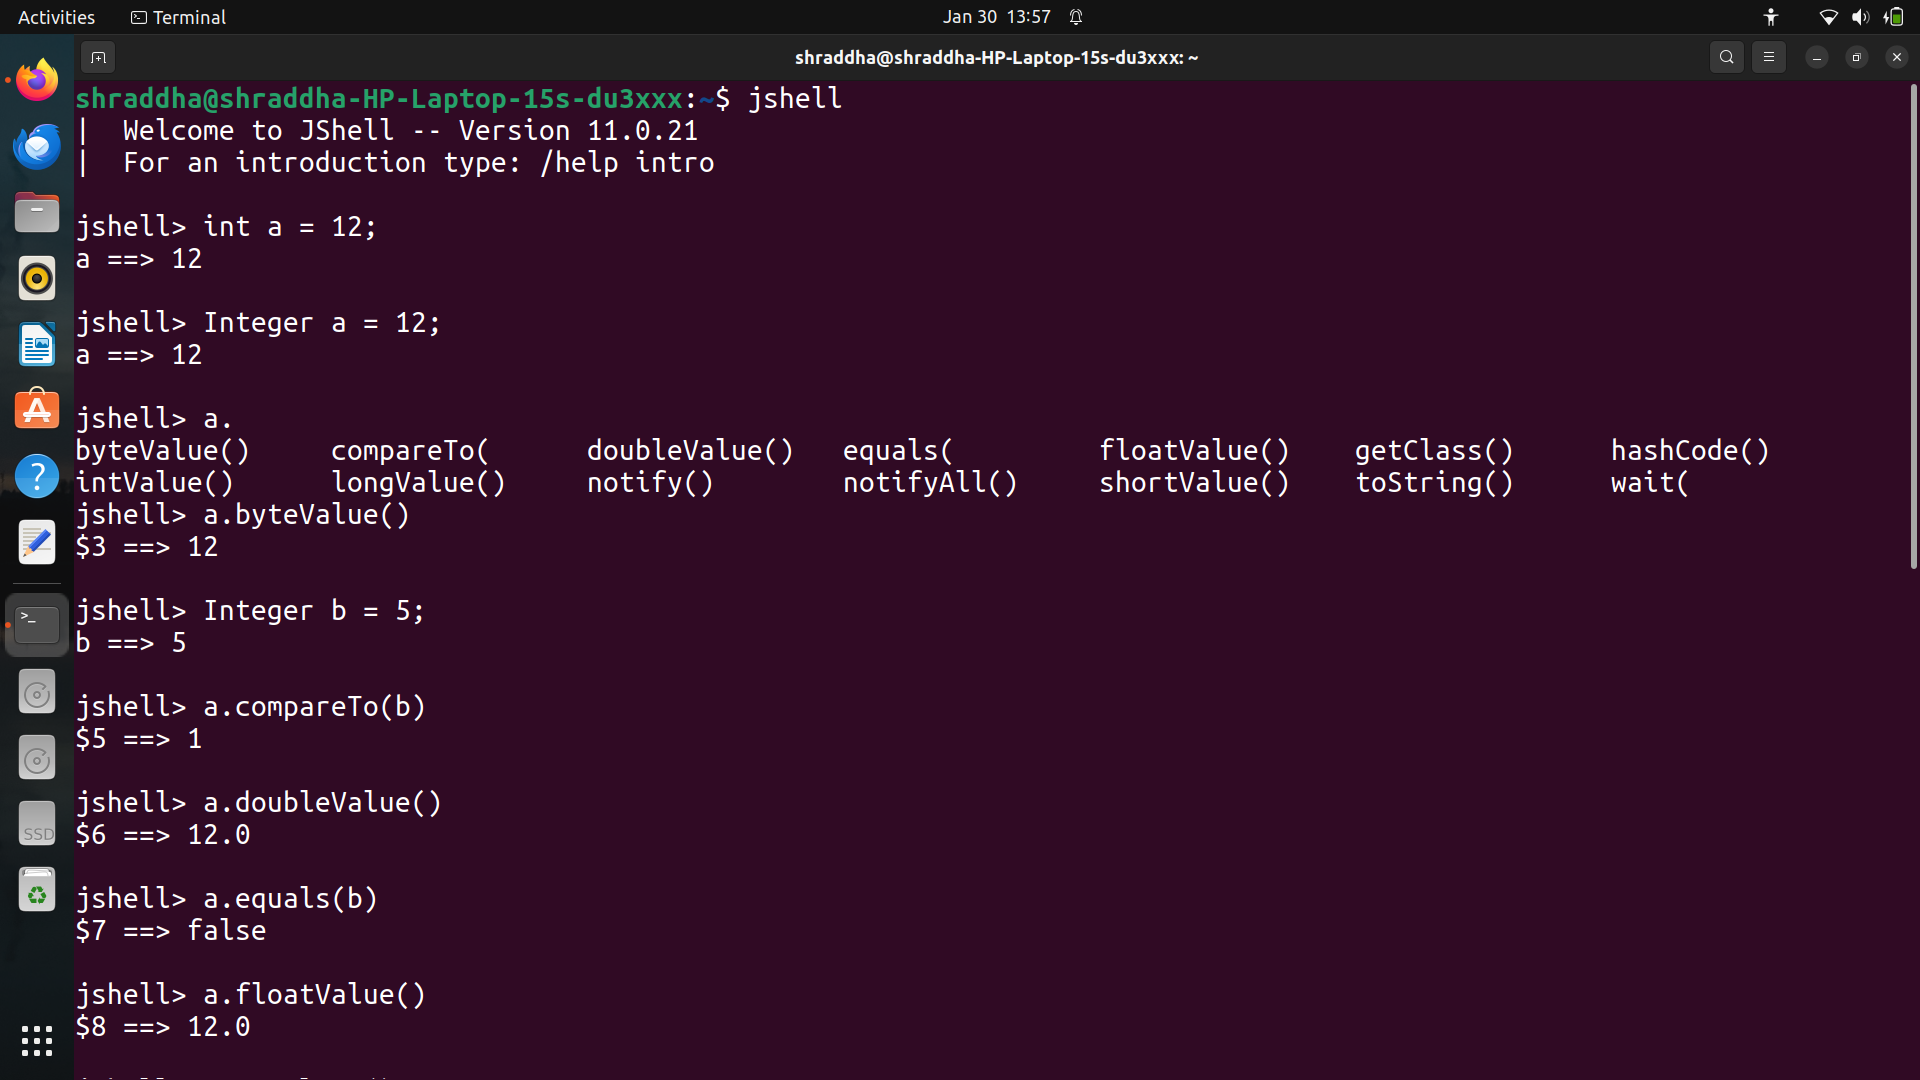 Activities Terminal Jan 30 13:57
shraddha@shraddha-HP-Laptop-15s-du3xxx: ~
shraddha@shraddha-HP-Laptop-15s-du3xxx:~$ jshell
|  Welcome to JShell -- Version 11.0.21
|  For an introduction type: /help intro
jshell> int a = 12;
a ==> 12
jshell> Integer a = 12;
a ==> 12
jshell> a.
byteValue()     compareTo(      doubleValue()   equals(         floatValue()    getClass()      hashCode()
intValue()      longValue()     notify()        notifyAll()     shortValue()    toString()      wait(
jshell> a.byteValue()
$3 ==> 12
jshell> Integer b = 5;
b ==> 5
jshell> a.compareTo(b)
$5 ==> 1
jshell> a.doubleValue()
$6 ==> 12.0
jshell> a.equals(b)
$7 ==> false
jshell> a.floatValue()
$8 ==> 12.0
SSD